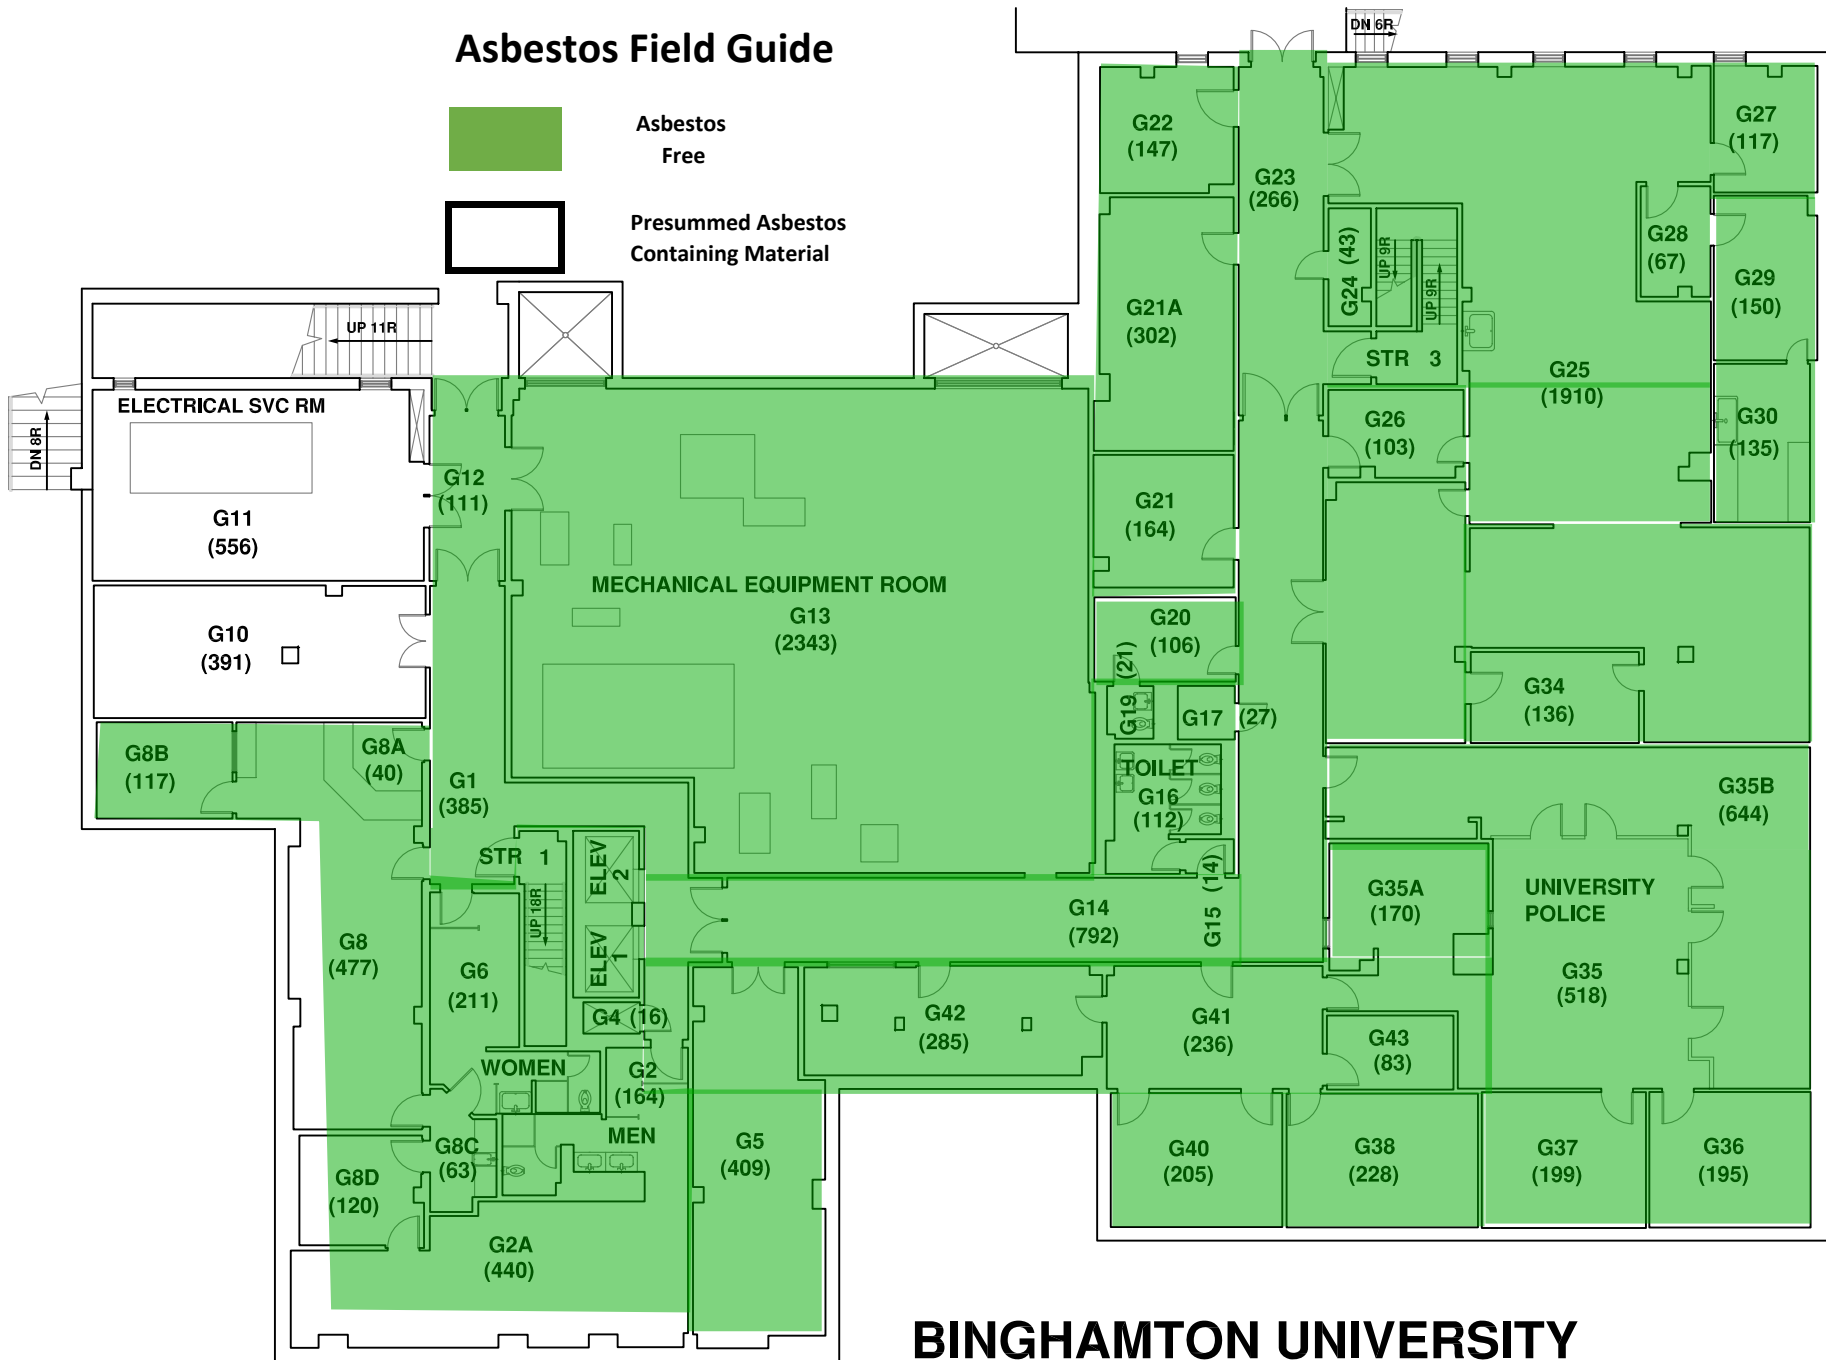 Asbestos Field Guide
Asbestos
Free
Presummed Asbestos
Containing Material
DN 6R
G22
(147)
G23
(266)
G27
(117)
G24 (43)
UP 9R
UP 9R
G28
(67)
G29
(150)
G21A
(302)
STR 3
G25
(1910)
G26
(103)
G30
(135)
UP 11R
DN 8R
ELECTRICAL SVC RM
G11
(556)
G12
(111)
G21
(164)
MECHANICAL EQUIPMENT ROOM
G13
(2343)
G10
(391)
G20
(106)
G19 (21)
G17 (27)
G34
(136)
G8B
(117)
G8A
(40)
G1
(385)
TOILET
G16
(112)
G35B
(644)
STR 1
UP 18R
ELEV
2
ELEV
1
G15 (14)
G14
(792)
G35A
(170)
UNIVERSITY
POLICE
G35
(518)
G8
(477)
G6
(211)
G4 (16)
G42
(285)
G41
(236)
G43
(83)
WOMEN
G2
(164)
MEN
G8C
(63)
G8D
(120)
G5
(409)
G40
(205)
G38
(228)
G37
(199)
G36
(195)
G2A
(440)
BINGHAMTON UNIVERSITY